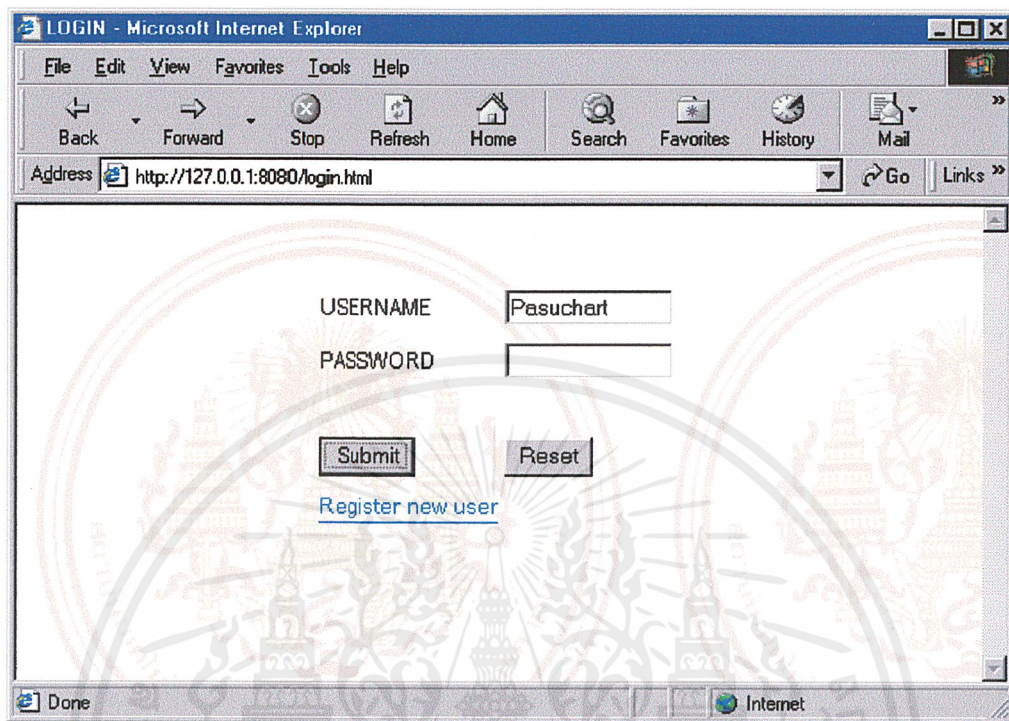 LOGIN - Microsoft Internet Explorer
File Edit View Favorites Tools Help
Back Forward Stop Refresh Home Search Favorites History Mail »
Address http://127.0.0.1:8080/login.html Go Links »
USERNAME Pasuchart
PASSWORD
Submit Reset
Register new user
Done Internet